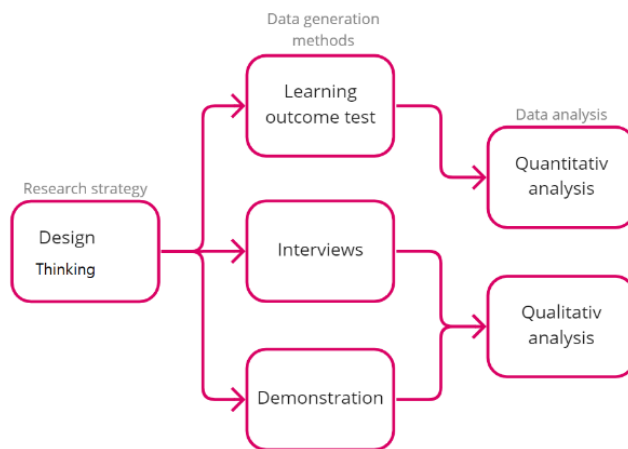 Data generation
methods
Learning
outcome test
Data analysis
Quantitativ
analysis
Research strategy
Design
Thinking
Interviews
Qualitativ
analysis
Demonstration